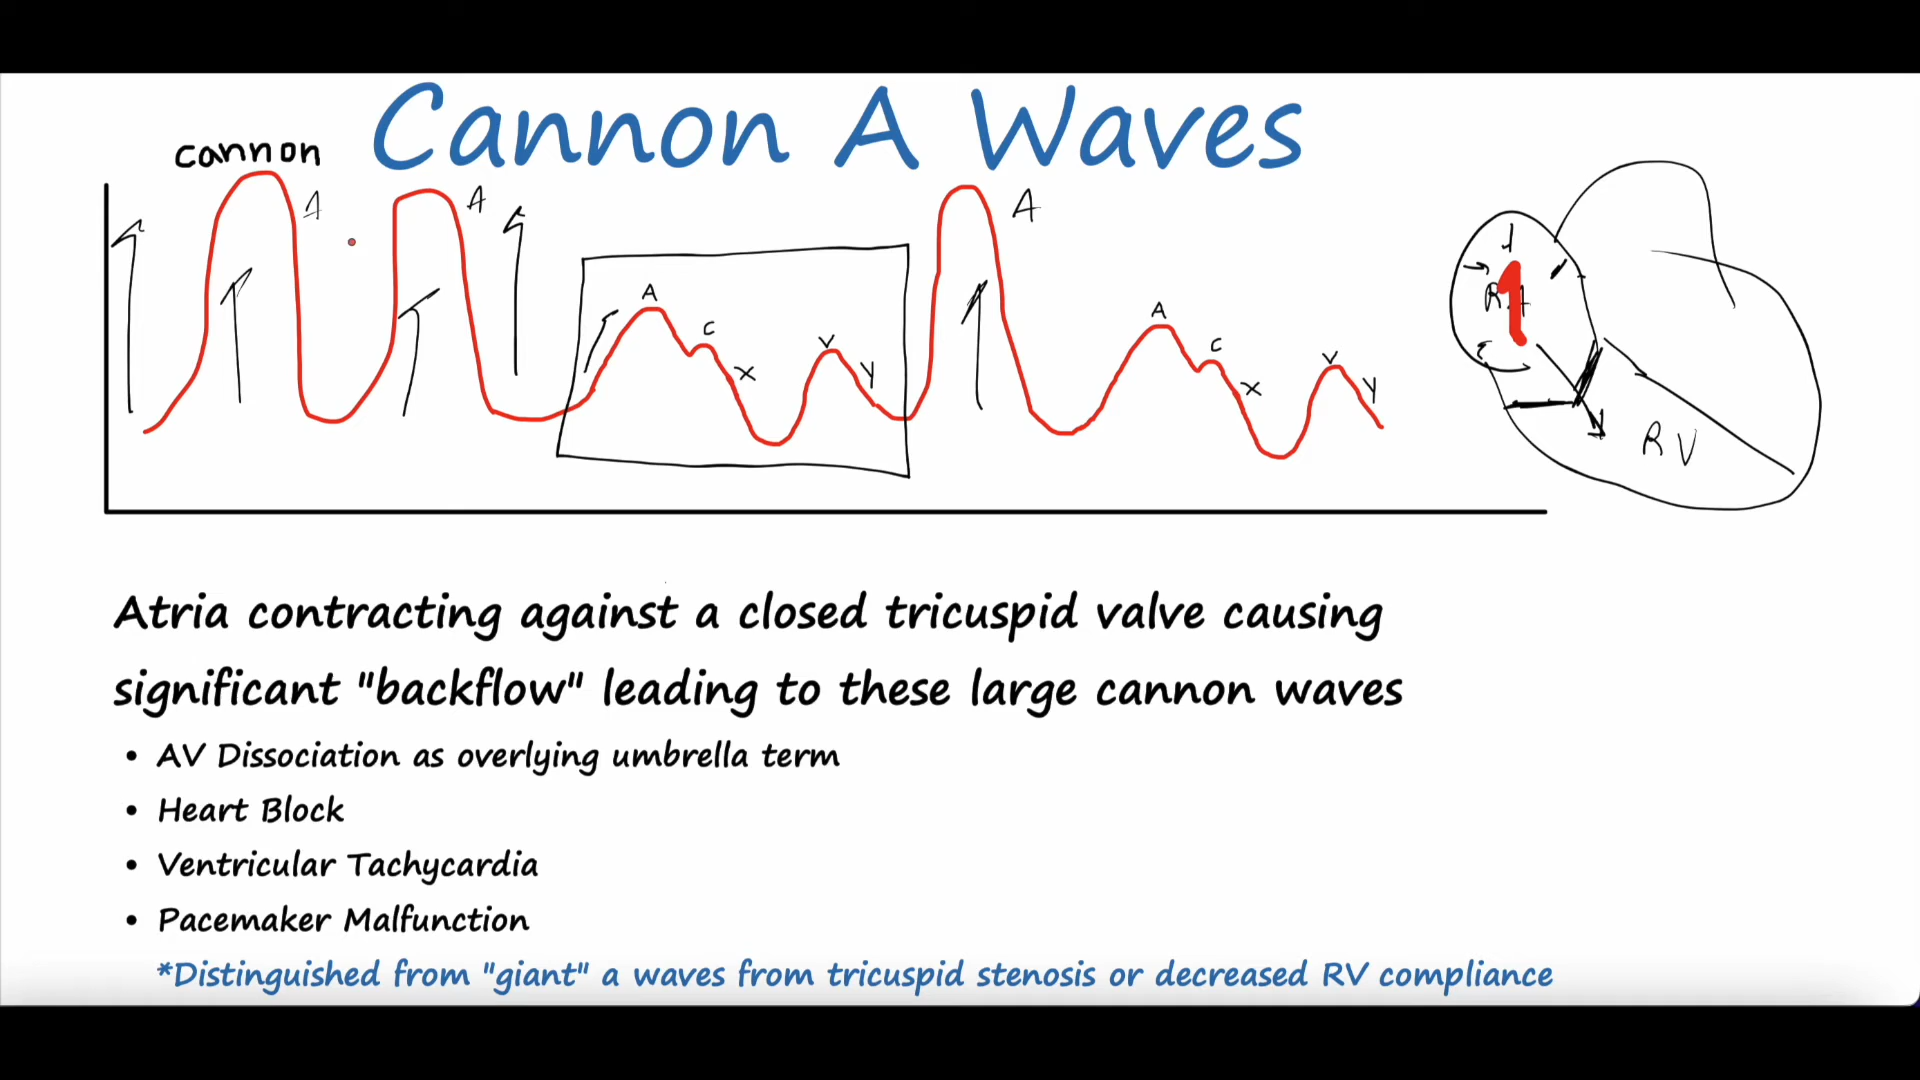 Cannon A Waves
cannon
A
A
A
A
C
X
V
y
A
C
X
V
y
RA
RV
Atria contracting against a closed tricuspid valve causing
significant "backflow" leading to these large cannon waves
• AV Dissociation as overlying umbrella term
• Heart Block
• Ventricular Tachycardia
• Pacemaker Malfunction
*Distinguished from "giant" a waves from tricuspid stenosis or decreased RV compliance